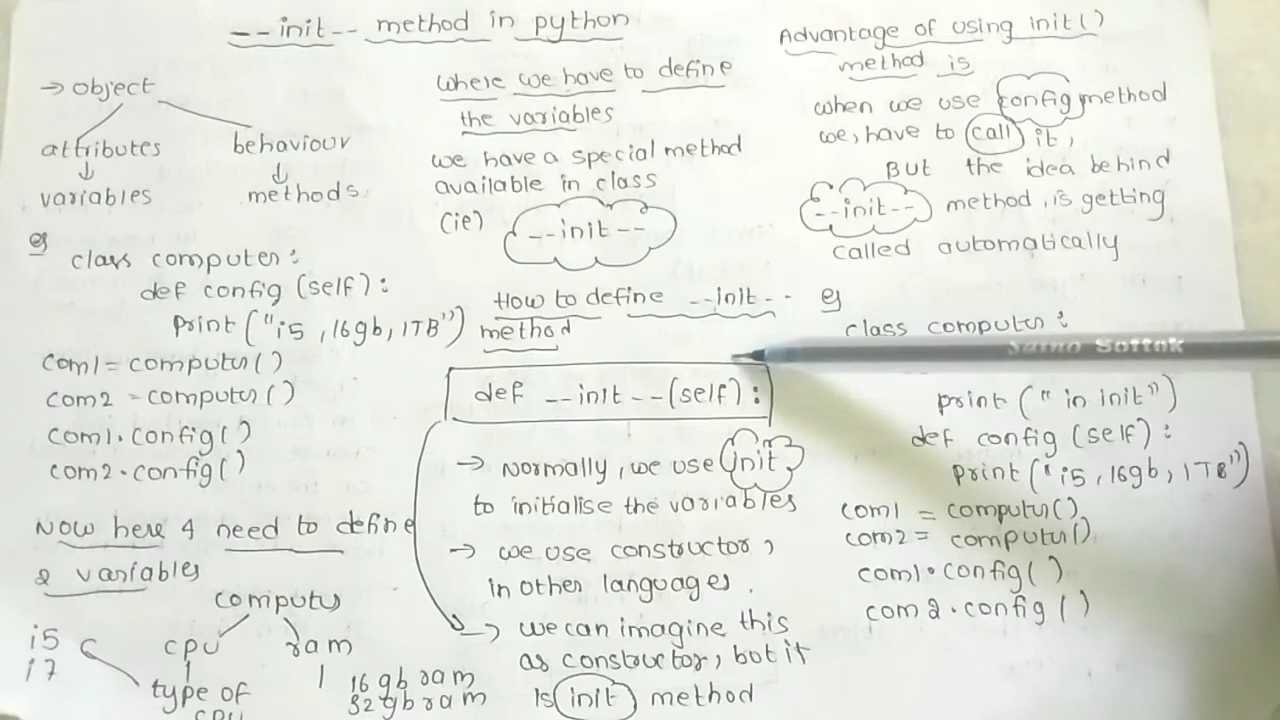 --init-- method in python
→ object
attributes behaviour
↓ ↓
variables methods
eg
class computer:
def config (self):
print ("i5, 16gb, 1TB")
com1 = computer()
com2 = computer()
com1.config()
com2.config()
Now here I need to define
2 variables
computer
cpu ram
i5
i7
type of
cpu
16 gb ram
32 gb ram
where we have to define
the variables
we have a special method
available in class
(ie) --init--
How to define --init--
method
def --init--(self):
→ Normally, we use init
to initialise the variables
→ we use constructor,
in other languages.
→ we can imagine this
as constructor, but it
is init method
Advantage of using init()
method is
when we use config method
we, have to call it,
But the idea behind
--init-- method, is getting
called automatically
eg
class computer:
print ("in init")
def config (self):
print ("i5, 16gb, 1TB")
com1 = computer()
com2 = computer()
com1.config()
com2.config()